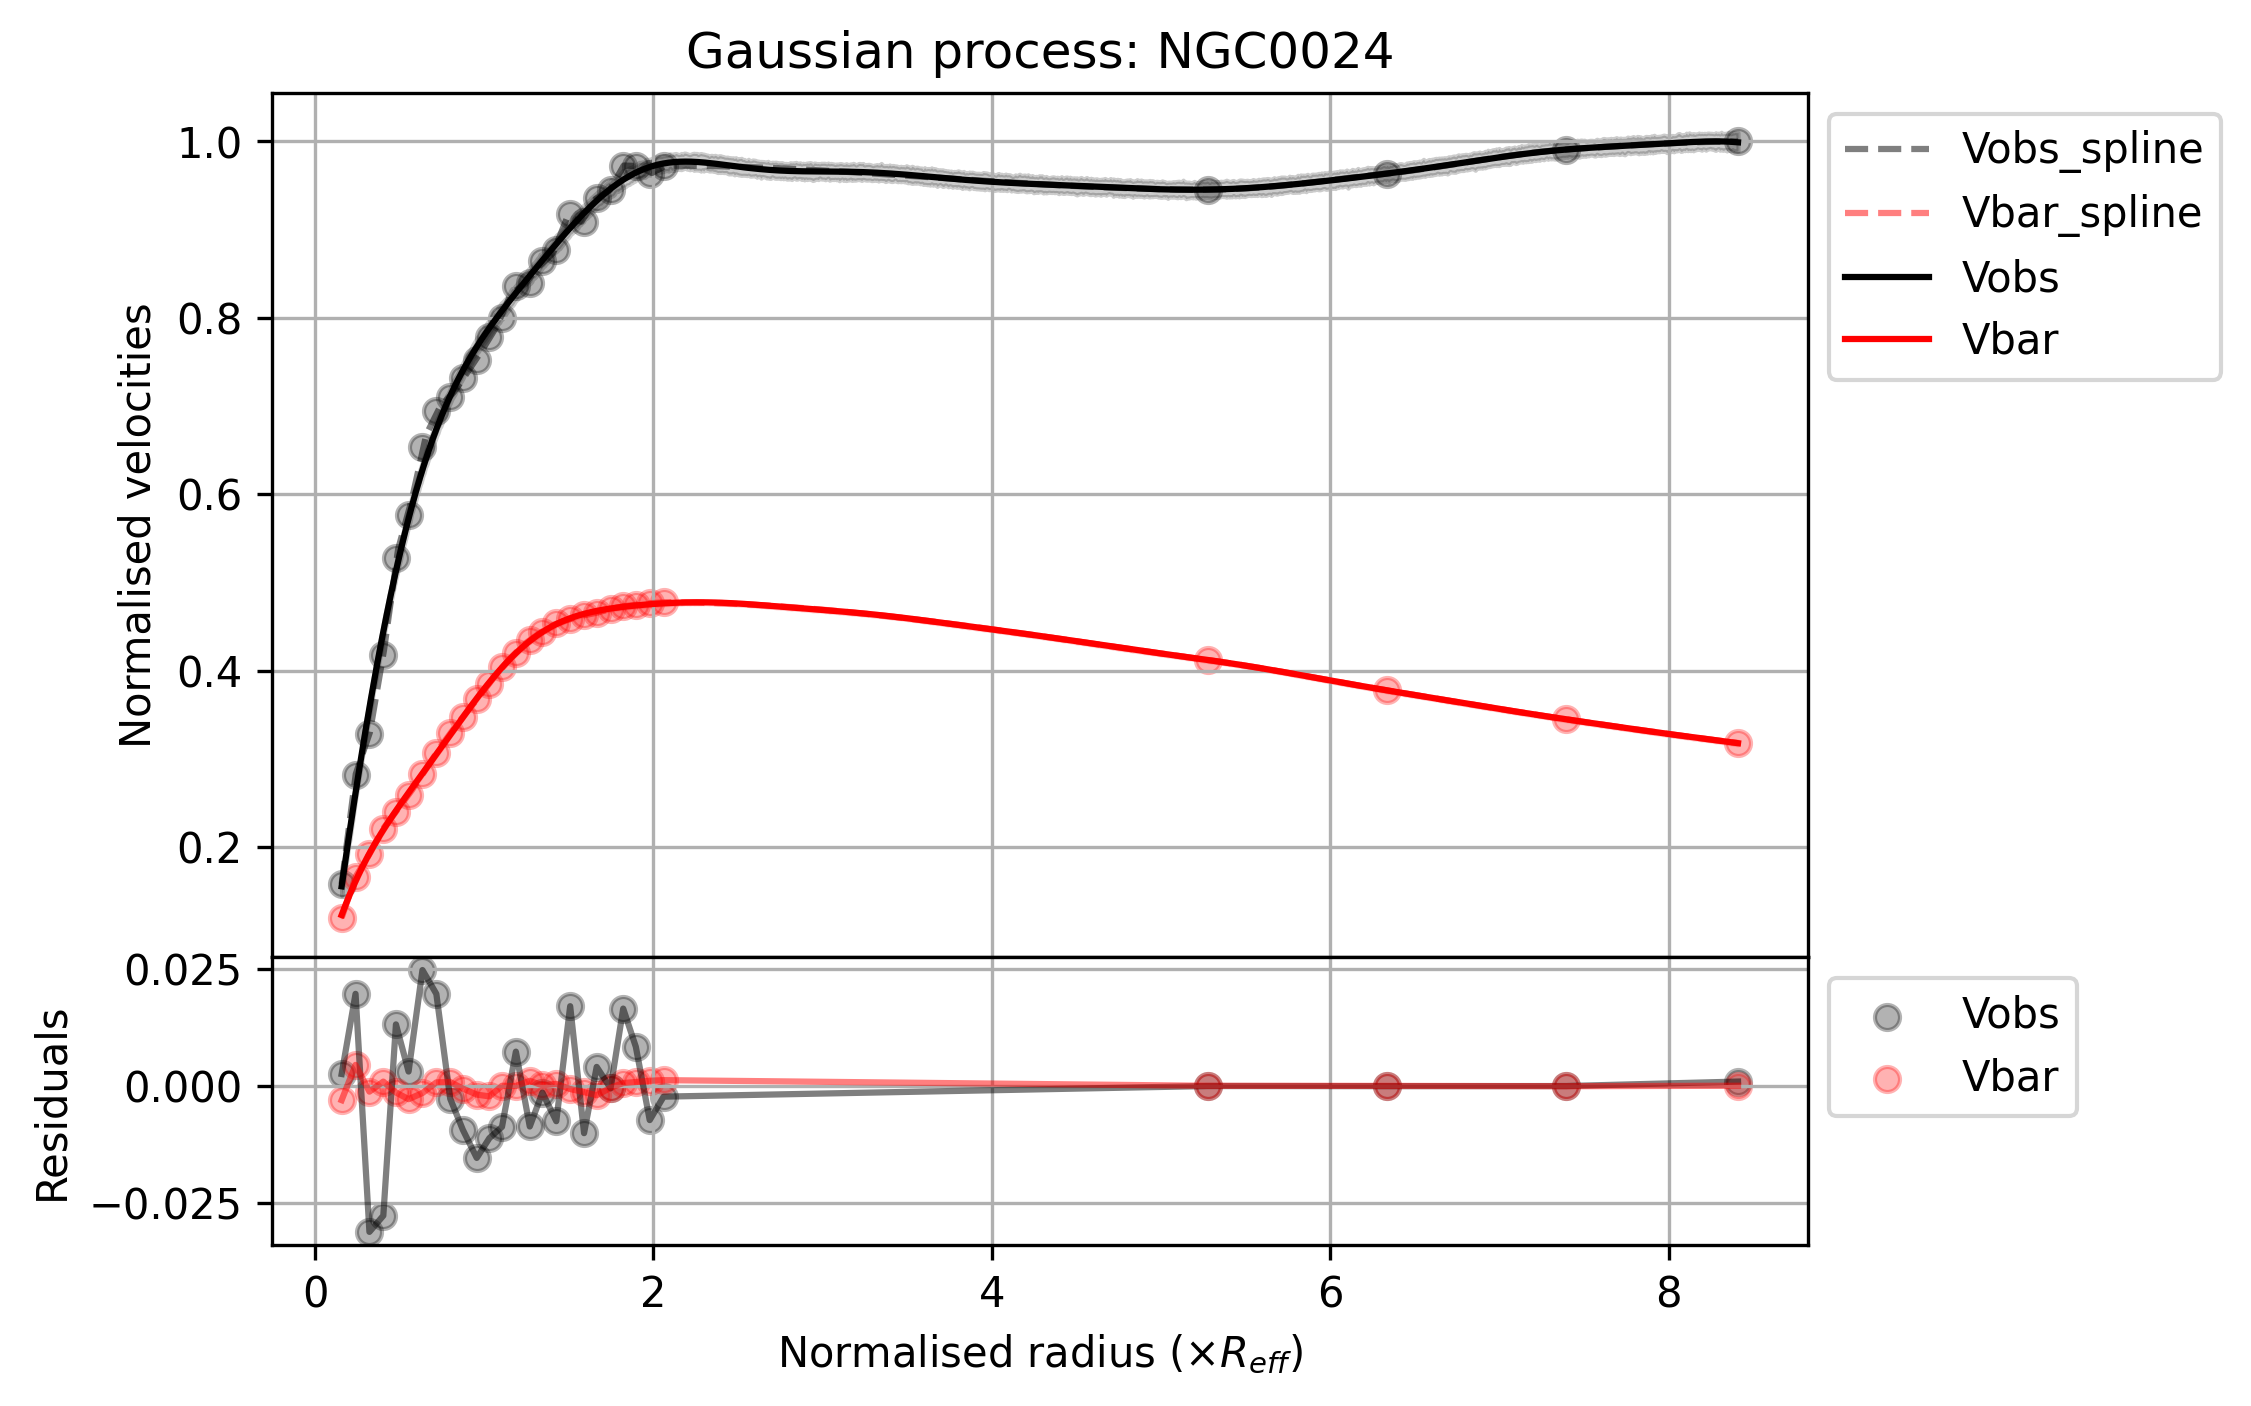 Gaussian process: NGC0024
Normalised velocities
1.0
0.8
0.6
0.4
0.2
Vobs_spline
Vbar_spline
Vobs
Vbar
Residuals
0.025
0.000
−0.025
Vobs
Vbar
0 2 4 6 8
Normalised radius (×R_eff)